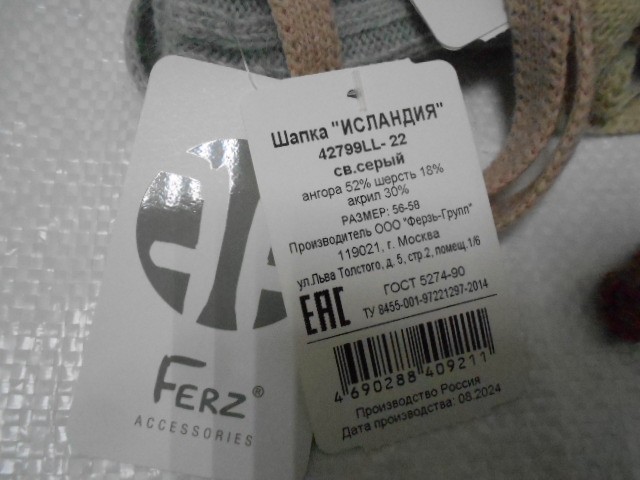 Шапка "ИСЛАНДИЯ"
42799LL- 22
св.серый
ангора 52% шерсть 18%
акрил 30%
РАЗМЕР: 56-58
Производитель ООО "Ферзь-Групп"
119021, г. Москва
ул.Льва Толстого, д. 5, стр.2, помещ.1/6
ГОСТ 5274-90
EAC
ТУ 8455-001-97221297-2014
4 690288 409211
Производство Россия
Дата производства: 08.2024
FERZ®
ACCESSORIES